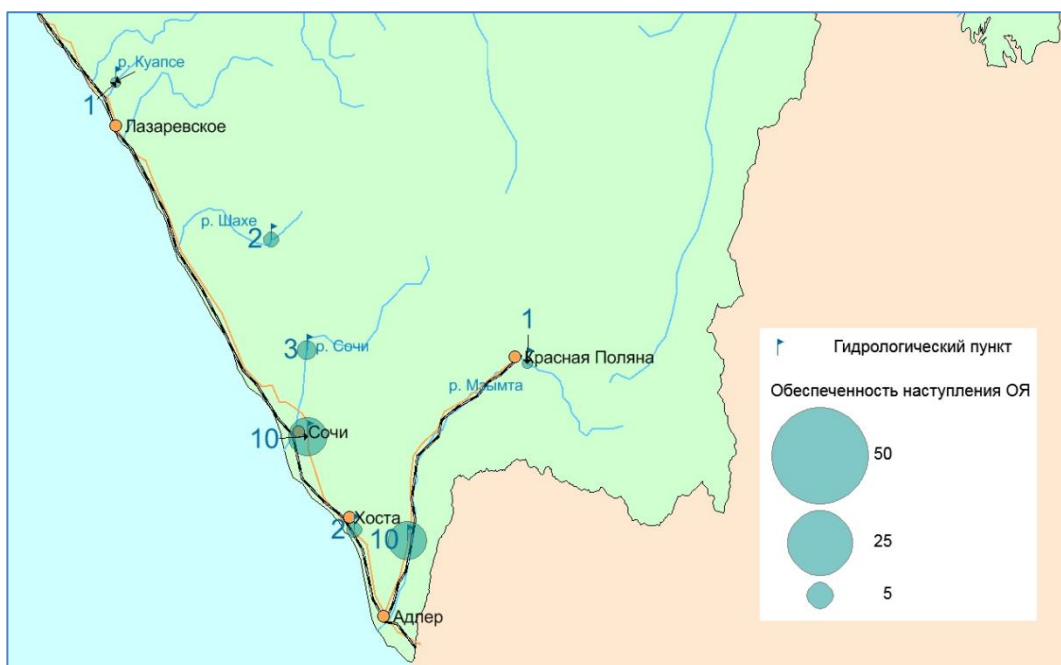 р. Куапсе
1
Лазаревское
р. Шахе
2
1
3
р. Сочи
Красная Поляна
р. Мзымта
10
Сочи
Хоста
2
10
Адлер
Гидрологический пункт
Обеспеченность наступления ОЯ
50
25
5